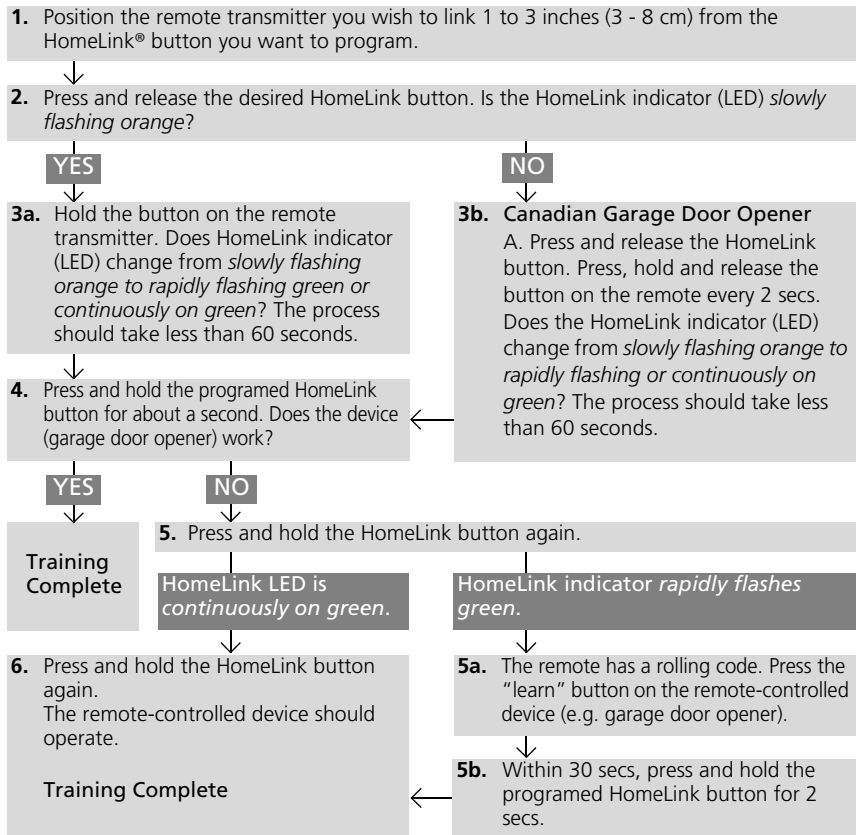 1. Position the remote transmitter you wish to link 1 to 3 inches (3 - 8 cm) from the
HomeLink® button you want to program.
2. Press and release the desired HomeLink button. Is the HomeLink indicator (LED) slowly
flashing orange?
YES
NO
3a. Hold the button on the remote
transmitter. Does HomeLink indicator
(LED) change from slowly flashing
orange to rapidly flashing green or
continuously on green? The process
should take less than 60 seconds.
3b. Canadian Garage Door Opener
A. Press and release the HomeLink
button. Press, hold and release the
button on the remote every 2 secs.
Does the HomeLink indicator (LED)
change from slowly flashing orange to
rapidly flashing or continuously on
green? The process should take less
than 60 seconds.
4. Press and hold the programed HomeLink
button for about a second. Does the device
(garage door opener) work?
YES
NO
Training
Complete
5. Press and hold the HomeLink button again.
HomeLink LED is
continuously on green.
HomeLink indicator rapidly flashes
green.
6. Press and hold the HomeLink button
again.
The remote-controlled device should
operate.
Training Complete
5a. The remote has a rolling code. Press the
“learn” button on the remote-controlled
device (e.g. garage door opener).
5b. Within 30 secs, press and hold the
programed HomeLink button for 2
secs.